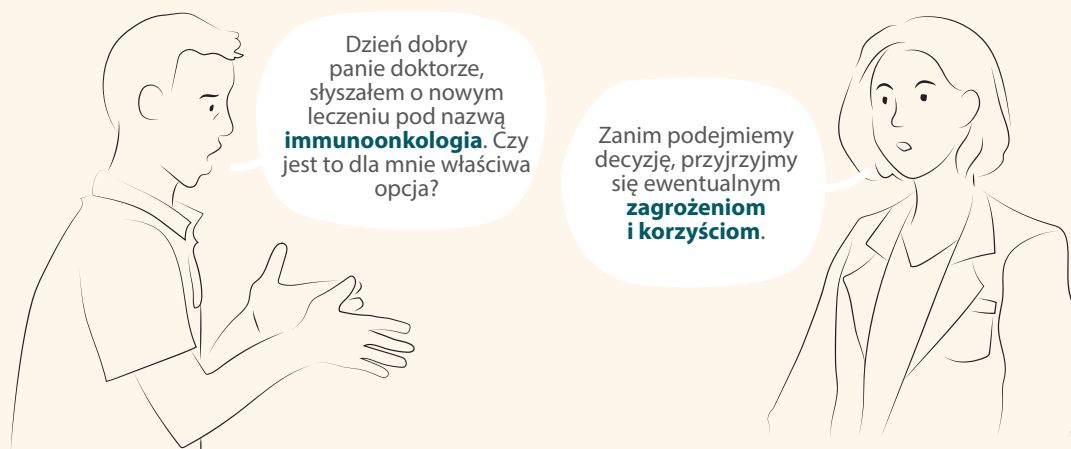 Dzień dobry
panie doktorze,
słyszałem o nowym
leczeniu pod nazwą
immunoonkologia. Czy
jest to dla mnie właściwa
opcja?
Zanim podejmiemy
decyzję, przyjrzyjmy
się ewentualnym
zagrożeniom
i korzyściom.